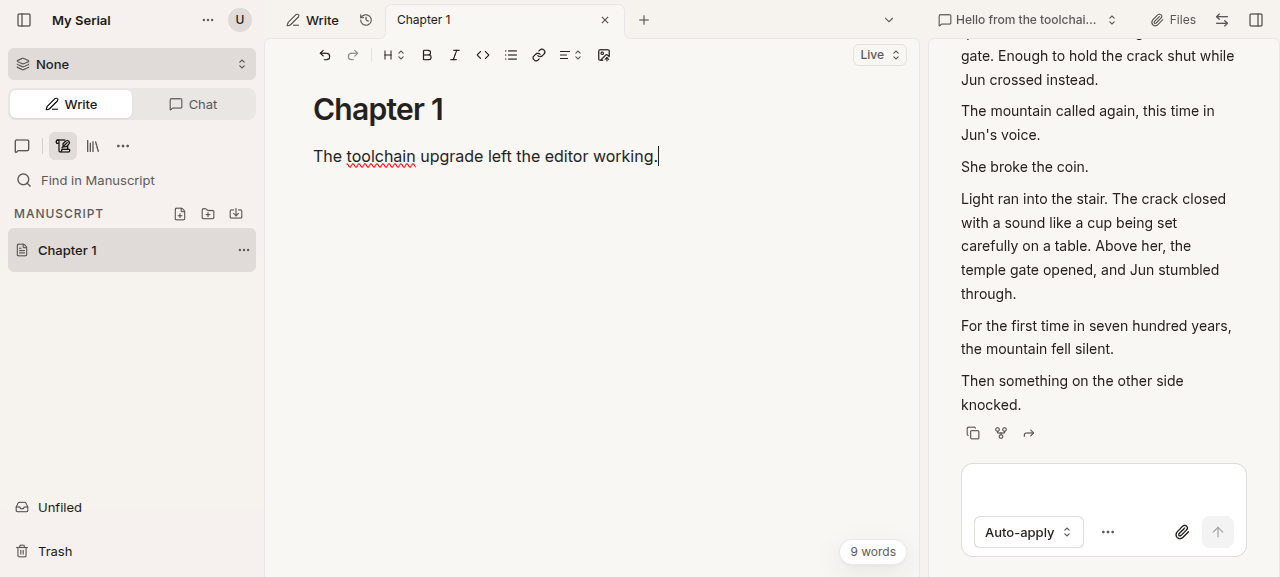 My Serial
U
None
Write
Chat
Find in Manuscript
MANUSCRIPT
Chapter 1
Unfiled
Trash
Write
Chapter 1
H
B
I
Live
Chapter 1
The toolchain upgrade left the editor working.
9 words
Hello from the toolchai...
Files
gate. Enough to hold the crack shut while
Jun crossed instead.
The mountain called again, this time in
Jun's voice.
She broke the coin.
Light ran into the stair. The crack closed
with a sound like a cup being set
carefully on a table. Above her, the
temple gate opened, and Jun stumbled
through.
For the first time in seven hundred years,
the mountain fell silent.
Then something on the other side
knocked.
Auto-apply